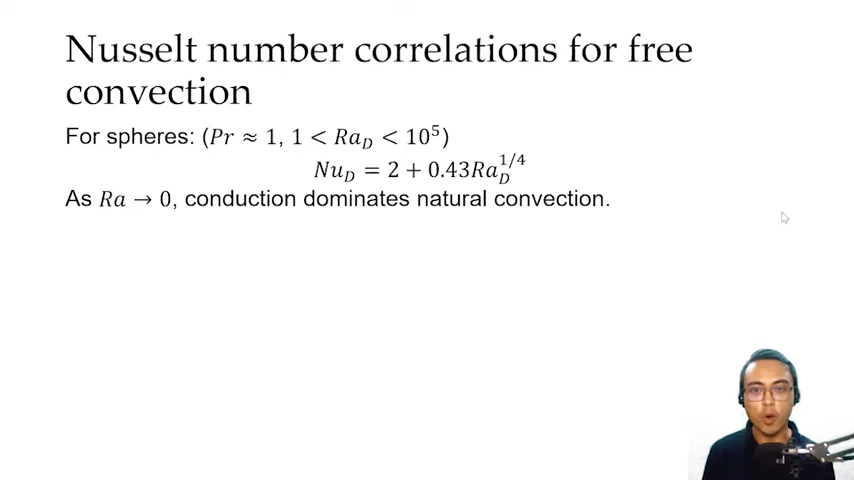 Nusselt number correlations for free
convection
For spheres: (Pr ≈ 1, 1 < Ra_D < 10^5)
Nu_D = 2 + 0.43Ra_D^{1/4}
As Ra → 0, conduction dominates natural convection.